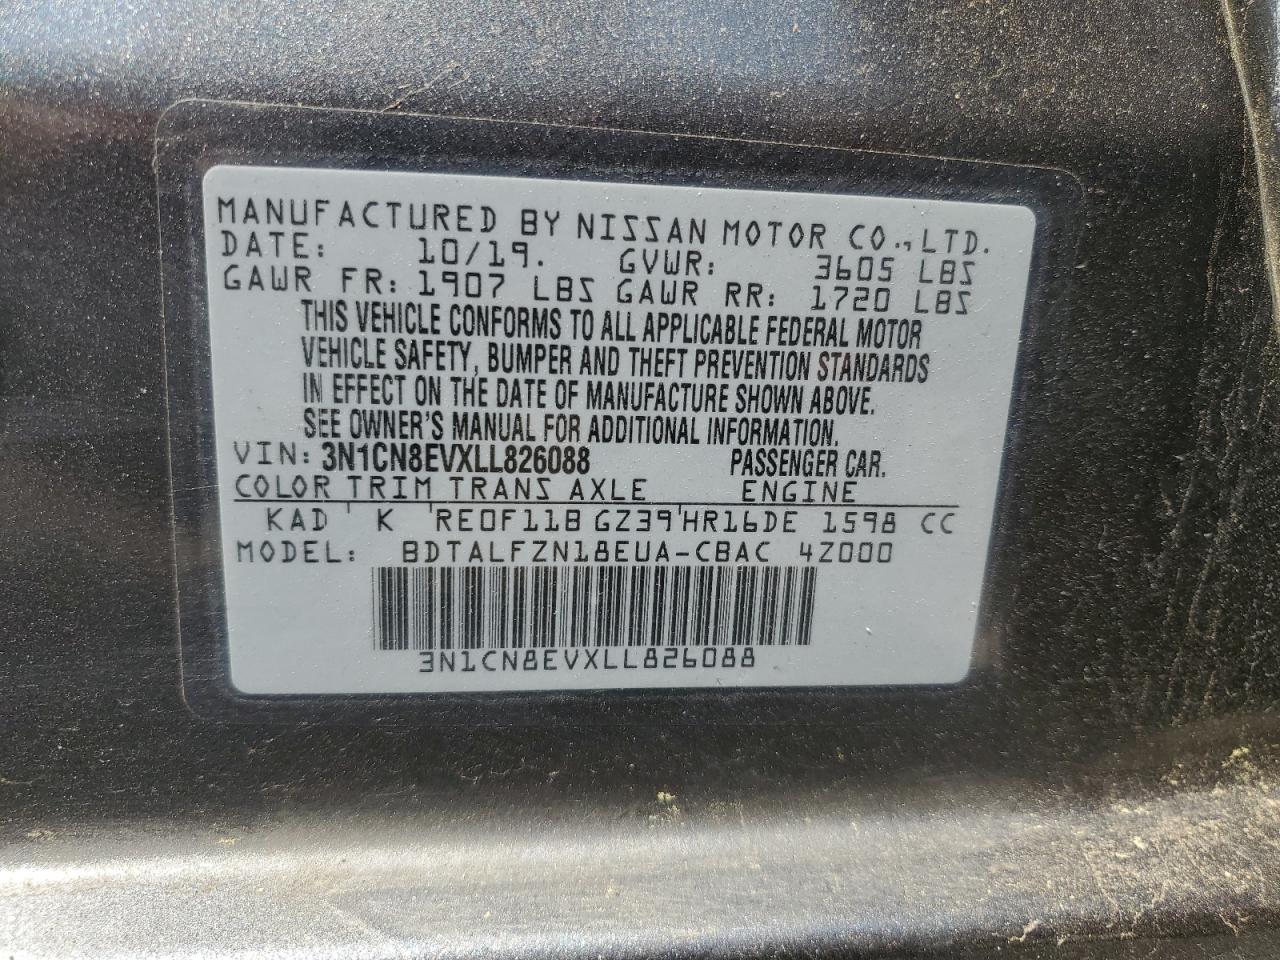 MANUFACTURED BY NISSAN MOTOR CO., LTD.
DATE: 10/19. GVWR: 3605 LBS
GAWR FR: 1907 LBS GAWR RR: 1720 LBS
THIS VEHICLE CONFORMS TO ALL APPLICABLE FEDERAL MOTOR
VEHICLE SAFETY, BUMPER AND THEFT PREVENTION STANDARDS
IN EFFECT ON THE DATE OF MANUFACTURE SHOWN ABOVE.
SEE OWNER'S MANUAL FOR ADDITIONAL INFORMATION.
VIN: 3N1CN8EVXLL826088 PASSENGER CAR.
COLOR TRIM TRANS AXLE ENGINE
KAD ' K 'RE0F11B GZ39'HR16DE 1598 CC
MODEL: BDTALFZN18EUA-CBAC 4Z000
3N1CN8EVXLL826088